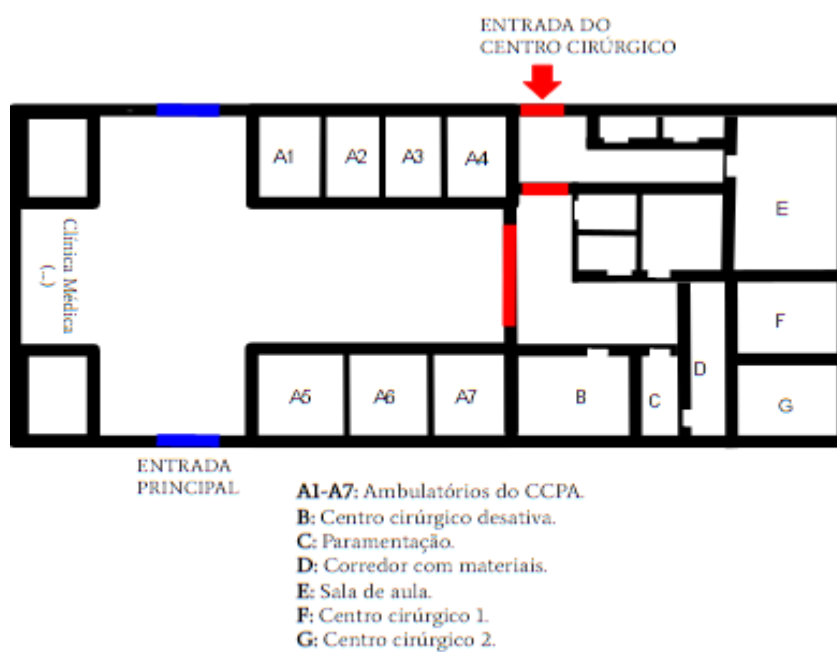 ENTRADA DO
CENTRO CIRÚRGICO
A1
A2
A3
A4
E
Clínica Médica
(...)
F
A5
A6
A7
B
C
D
G
ENTRADA
PRINCIPAL
A1-A7: Ambulatórios do CCPA.
B: Centro cirúrgico desativa.
C: Paramentação.
D: Corredor com materiais.
E: Sala de aula.
F: Centro cirúrgico 1.
G: Centro cirúrgico 2.